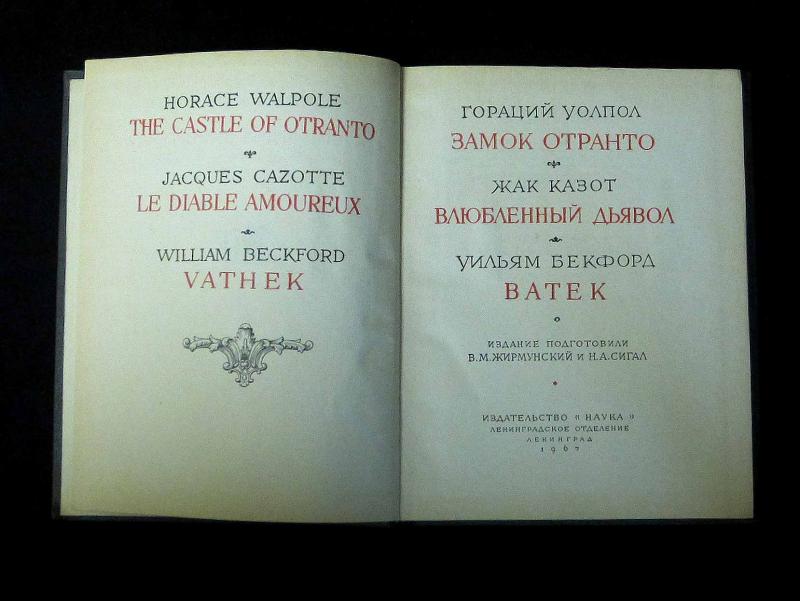 HORACE WALPOLE
THE CASTLE OF OTRANTO
JACQUES CAZOTTE
LE DIABLE AMOUREUX
WILLIAM BECKFORD
VATHEK
ГОРАЦИЙ УОЛПОЛ
ЗАМОК ОТРАНТО
ЖАК КАЗОТ
ВЛЮБЛЕННЫЙ ДЬЯВОЛ
УИЛЬЯМ БЕКФОРД
ВАТЕК
ИЗДАНИЕ ПОДГОТОВИЛИ
В.М.ЖИРМУНСКИЙ И Н.А.СИГАЛ
ИЗДАТЕЛЬСТВО «НАУКА»
ЛЕНИНГРАДСКОЕ ОТДЕЛЕНИЕ
ЛЕНИНГРАД
1967